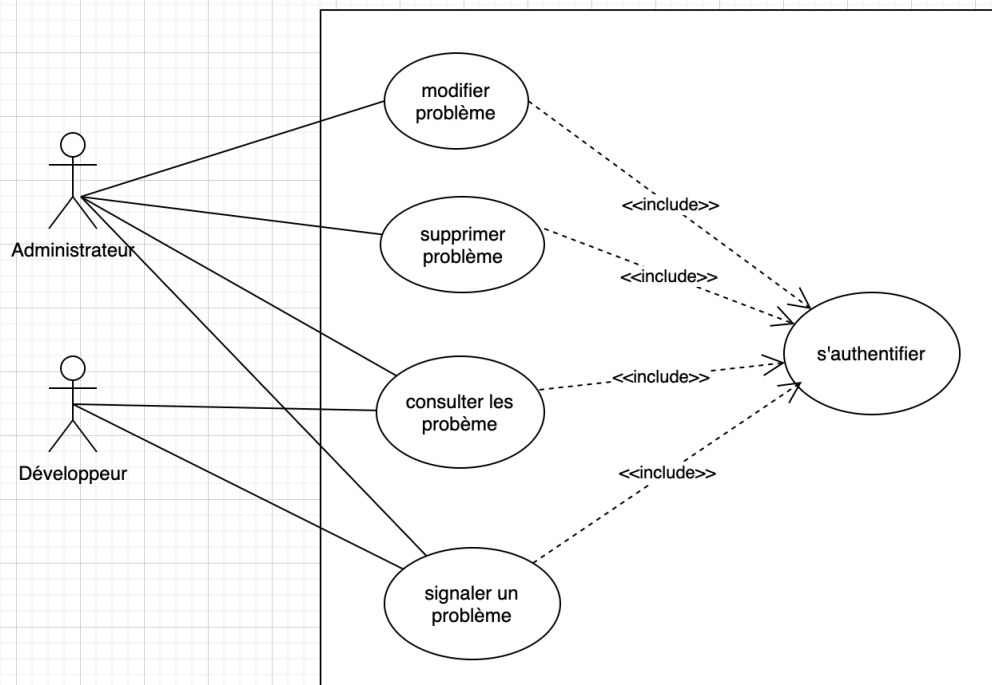 modifier
problème
<<include>>
Administrateur
supprimer
problème
<<include>>
s'authentifier
<<include>>
consulter les
probème
Développeur
<<include>>
signaler un
problème